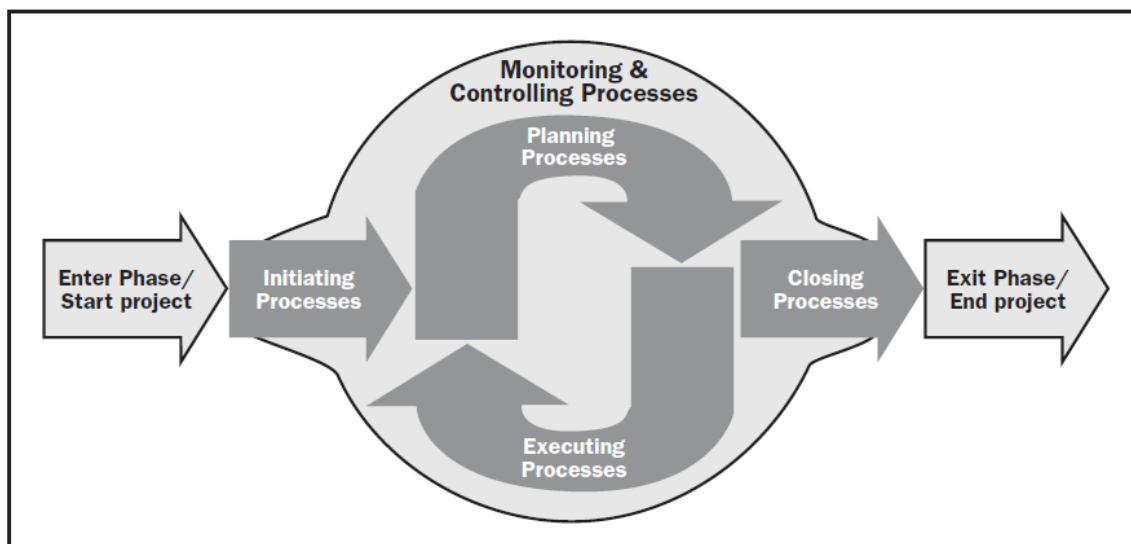 Monitoring &
Controlling Processes
Planning
Processes
Enter Phase/
Start project
Initiating
Processes
Closing
Processes
Exit Phase/
End project
Executing
Processes